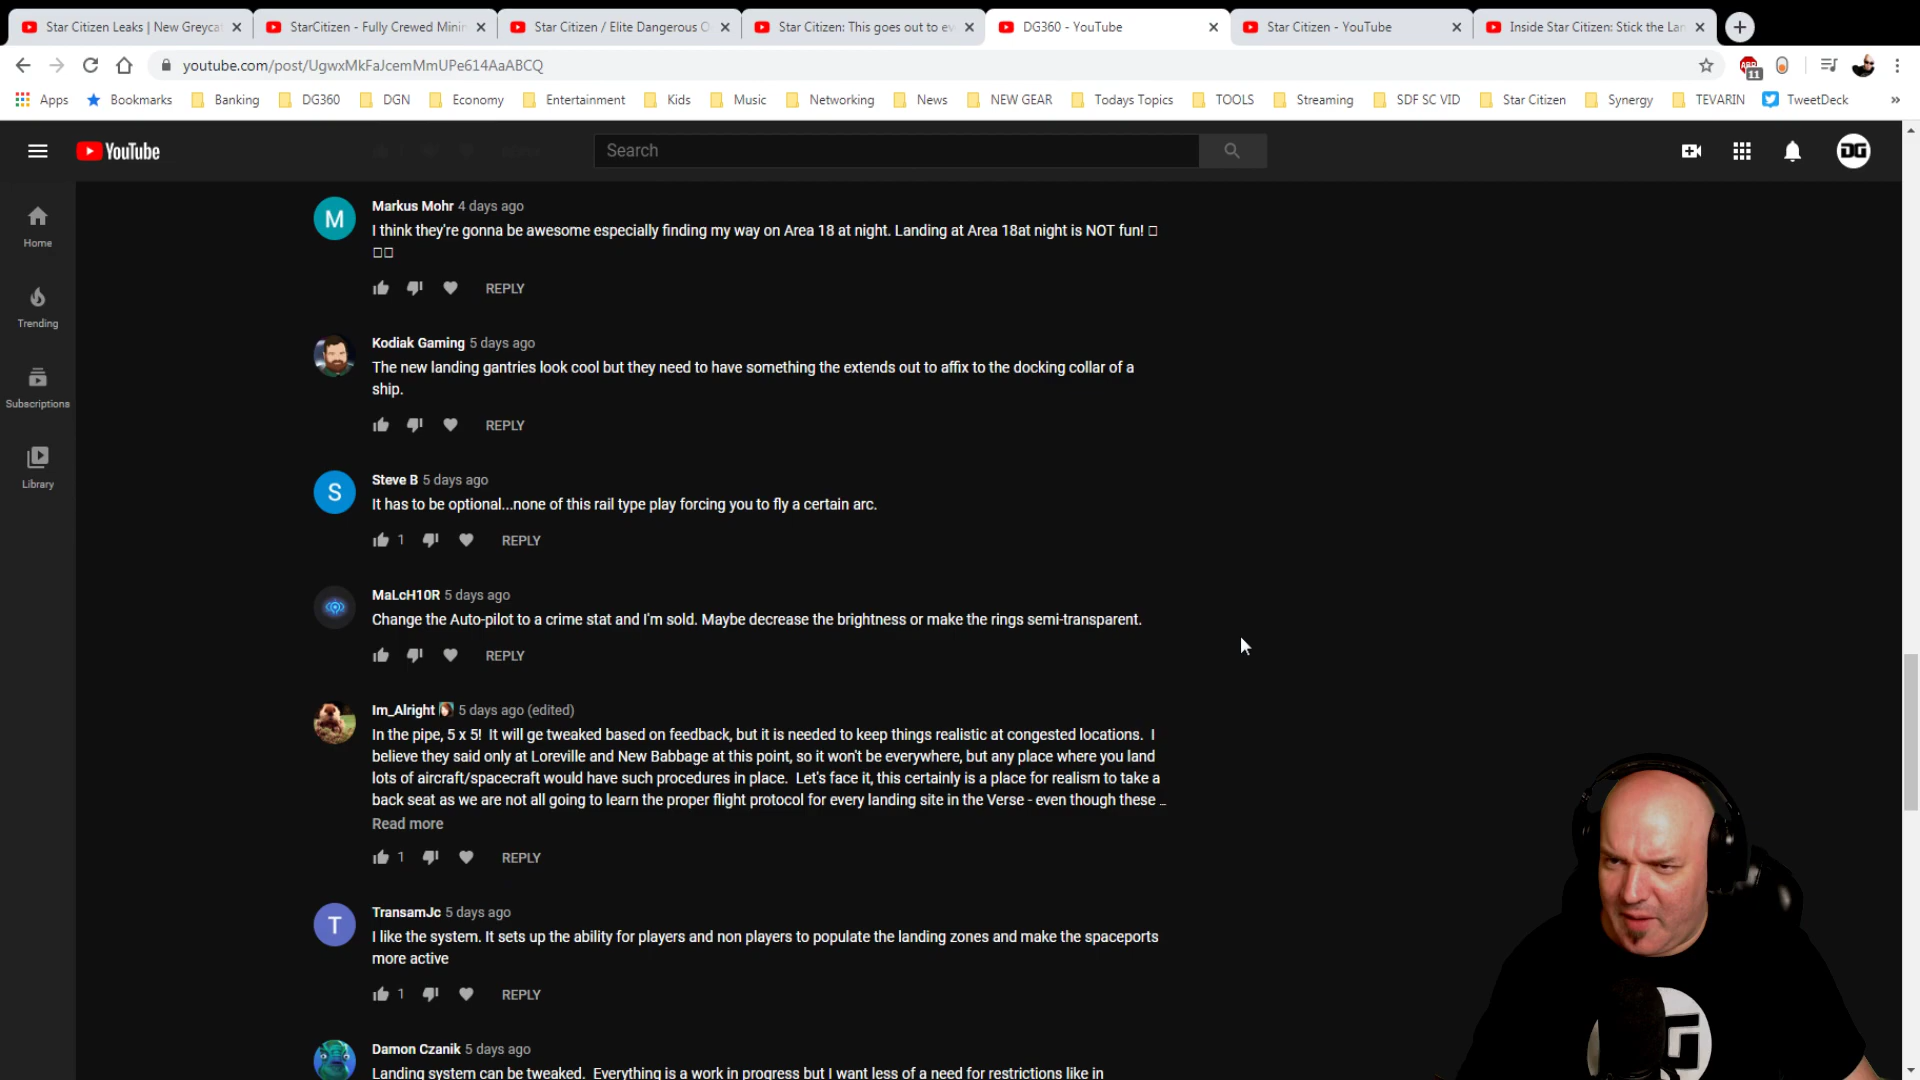 Star Citizen Leaks | New Greycat
StarCitizen - Fully Crewed Minin
Star Citizen / Elite Dangerous O
Star Citizen: This goes out to ev
DG360 - YouTube
Star Citizen - YouTube
Inside Star Citizen: Stick the Lan
youtube.com/post/UgwxMkFaJcemMmUPe614AaABCQ
11
Apps Bookmarks Banking DG360 DGN Economy Entertainment Kids Music Networking News NEW GEAR Todays Topics TOOLS Streaming SDF SC VID Star Citizen Synergy TEVARIN TweetDeck »
YouTube
Search
DG
Home
Trending
Subscriptions
Library
M
Markus Mohr 4 days ago
I think they're gonna be awesome especially finding my way on Area 18 at night. Landing at Area 18at night is NOT fun! □
□□
REPLY
Kodiak Gaming 5 days ago
The new landing gantries look cool but they need to have something the extends out to affix to the docking collar of a
ship.
REPLY
S
Steve B 5 days ago
It has to be optional...none of this rail type play forcing you to fly a certain arc.
1 REPLY
MaLcH10R 5 days ago
Change the Auto-pilot to a crime stat and I'm sold. Maybe decrease the brightness or make the rings semi-transparent.
REPLY
Im_Alright 5 days ago (edited)
In the pipe, 5 x 5! It will ge tweaked based on feedback, but it is needed to keep things realistic at congested locations. I
believe they said only at Loreville and New Babbage at this point, so it won't be everywhere, but any place where you land
lots of aircraft/spacecraft would have such procedures in place. Let's face it, this certainly is a place for realism to take a
back seat as we are not all going to learn the proper flight protocol for every landing site in the Verse - even though these ...
Read more
1 REPLY
T
TransamJc 5 days ago
I like the system. It sets up the ability for players and non players to populate the landing zones and make the spaceports
more active
1 REPLY
Damon Czanik 5 days ago
Landing system can be tweaked. Everything is a work in progress but I want less of a need for restrictions like in